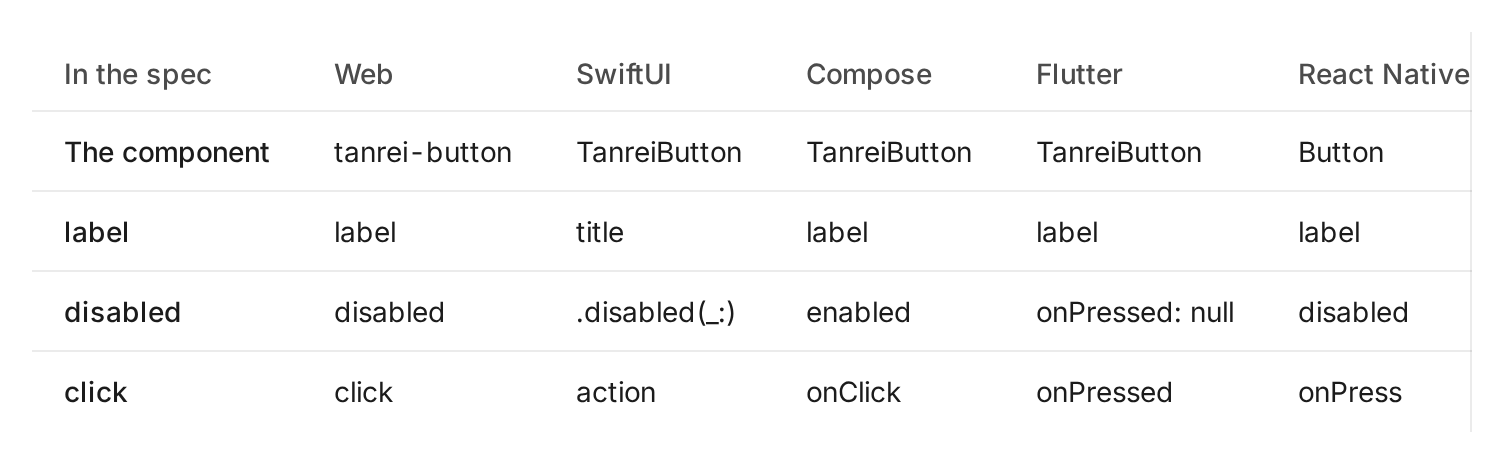 In the spec Web SwiftUI Compose Flutter React Native
The component tanrei-button TanreiButton TanreiButton TanreiButton Button
label label title label label label
disabled disabled .disabled(_:) enabled onPressed: null disabled
click click action onClick onPressed onPress